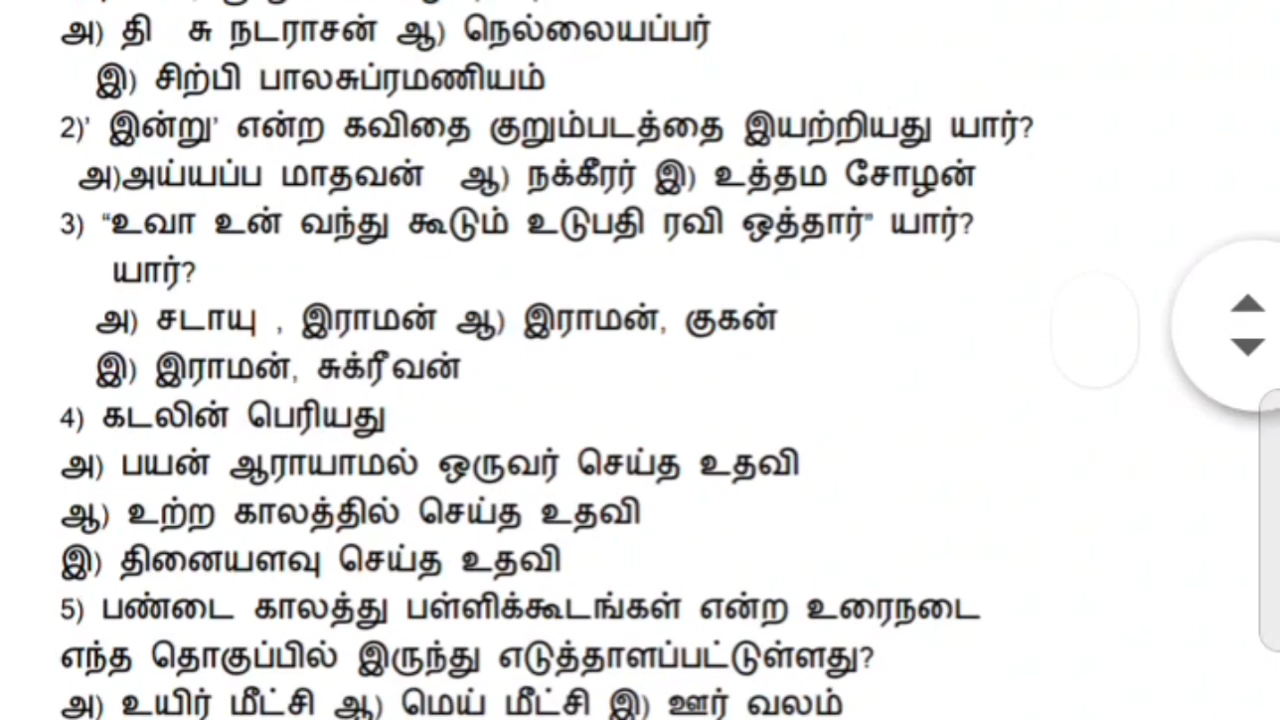 அ) தி சு நடராசன் ஆ) நெல்லையப்பர்
இ) சிற்பி பாலசுப்ரமணியம்
2)' இன்று' என்ற கவிதை குறும்படத்தை இயற்றியது யார்?
அ)அய்யப்ப மாதவன் ஆ) நக்கீரர் இ) உத்தம சோழன்
3) “உவா உன் வந்து கூடும் உடுபதி ரவி ஒத்தார்” யார்?
யார்?
அ) சடாயு , இராமன் ஆ) இராமன், குகன்
இ) இராமன், சுக்ரீவன்
4) கடலின் பெரியது
அ) பயன் ஆராயாமல் ஒருவர் செய்த உதவி
ஆ) உற்ற காலத்தில் செய்த உதவி
இ) தினையளவு செய்த உதவி
5) பண்டை காலத்து பள்ளிக்கூடங்கள் என்ற உரைநடை
எந்த தொகுப்பில் இருந்து எடுத்தாளப்பட்டுள்ளது?
அ) உயிர் மீட்சி ஆ) மெய் மீட்சி இ) ஊர் வலம்